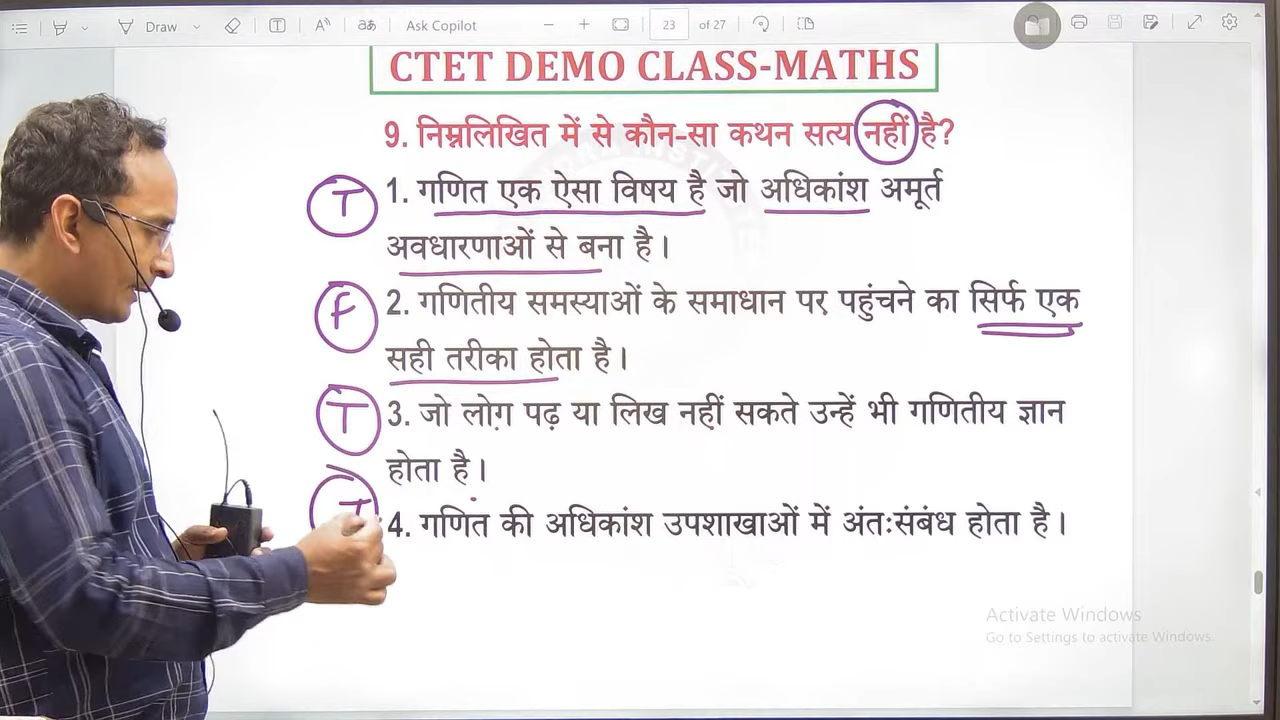 Draw
Ask Copilot
23 of 27
CTET DEMO CLASS-MATHS
9. निम्नलिखित में से कौन-सा कथन सत्य नहीं है?
T 1. गणित एक ऐसा विषय है जो अधिकांश अमूर्त
अवधारणाओं से बना है।
F 2. गणितीय समस्याओं के समाधान पर पहुंचने का सिर्फ एक
सही तरीका होता है।
T 3. जो लोग पढ़ या लिख नहीं सकते उन्हें भी गणितीय ज्ञान
होता है।
T 4. गणित की अधिकांश उपशाखाओं में अंतःसंबंध होता है।
Activate Windows
Go to Settings to activate Windows.